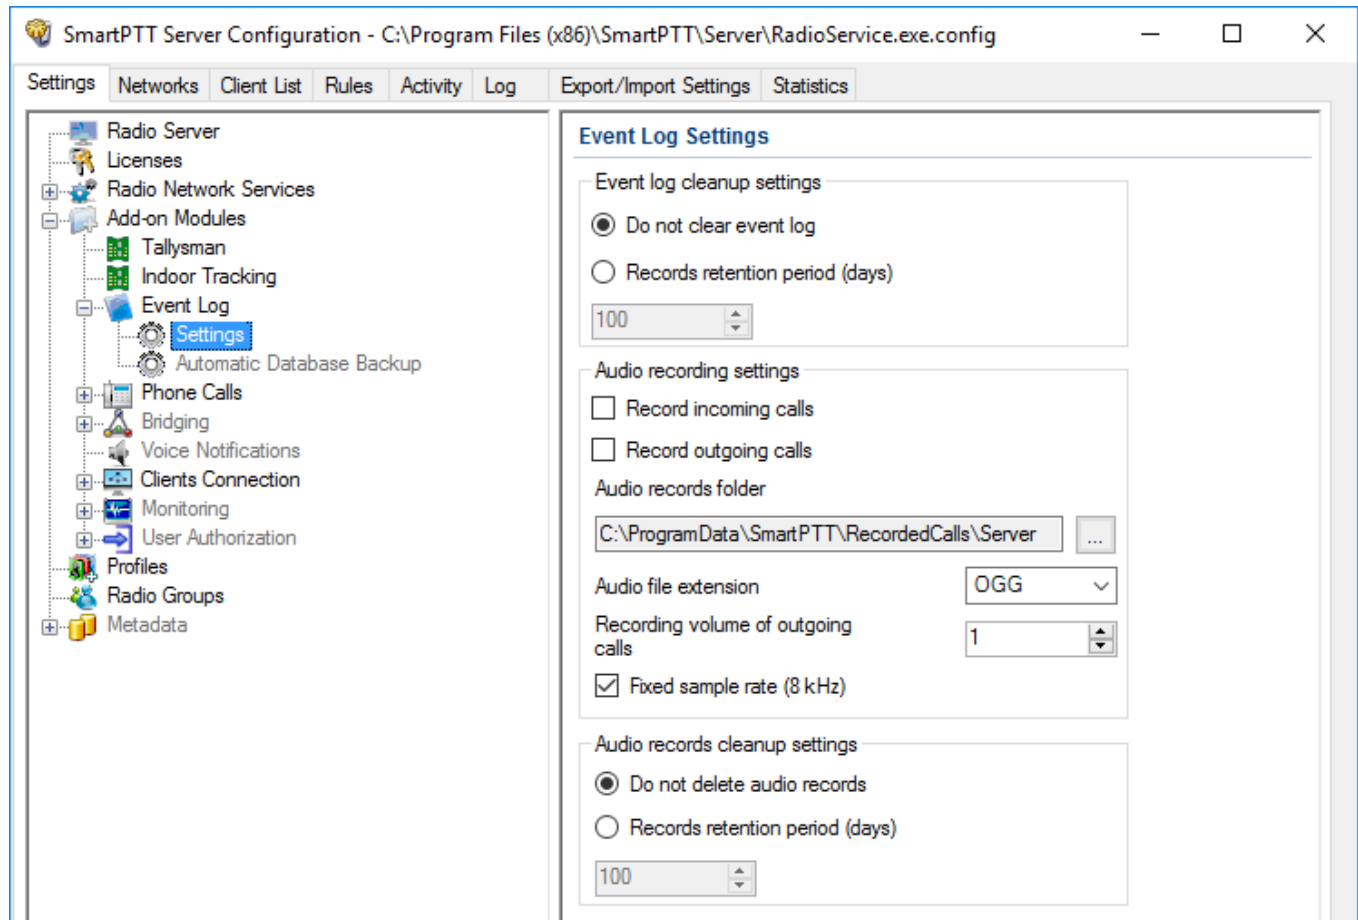 SmartPTT Server Configuration - C:\Program Files (x86)\SmartPTT\Server\RadioService.exe.config
Settings Networks Client List Rules Activity Log Export/Import Settings Statistics
Radio Server
Licenses
Radio Network Services
Add-on Modules
Tallysman
Indoor Tracking
Event Log
Settings
Automatic Database Backup
Phone Calls
Bridging
Voice Notifications
Clients Connection
Monitoring
User Authorization
Profiles
Radio Groups
Metadata
Event Log Settings
Event log cleanup settings
Do not clear event log
Records retention period (days)
100
Audio recording settings
Record incoming calls
Record outgoing calls
Audio records folder
C:\ProgramData\SmartPTT\RecordedCalls\Server ...
Audio file extension OGG
Recording volume of outgoing
calls 1
Fixed sample rate (8 kHz)
Audio records cleanup settings
Do not delete audio records
Records retention period (days)
100